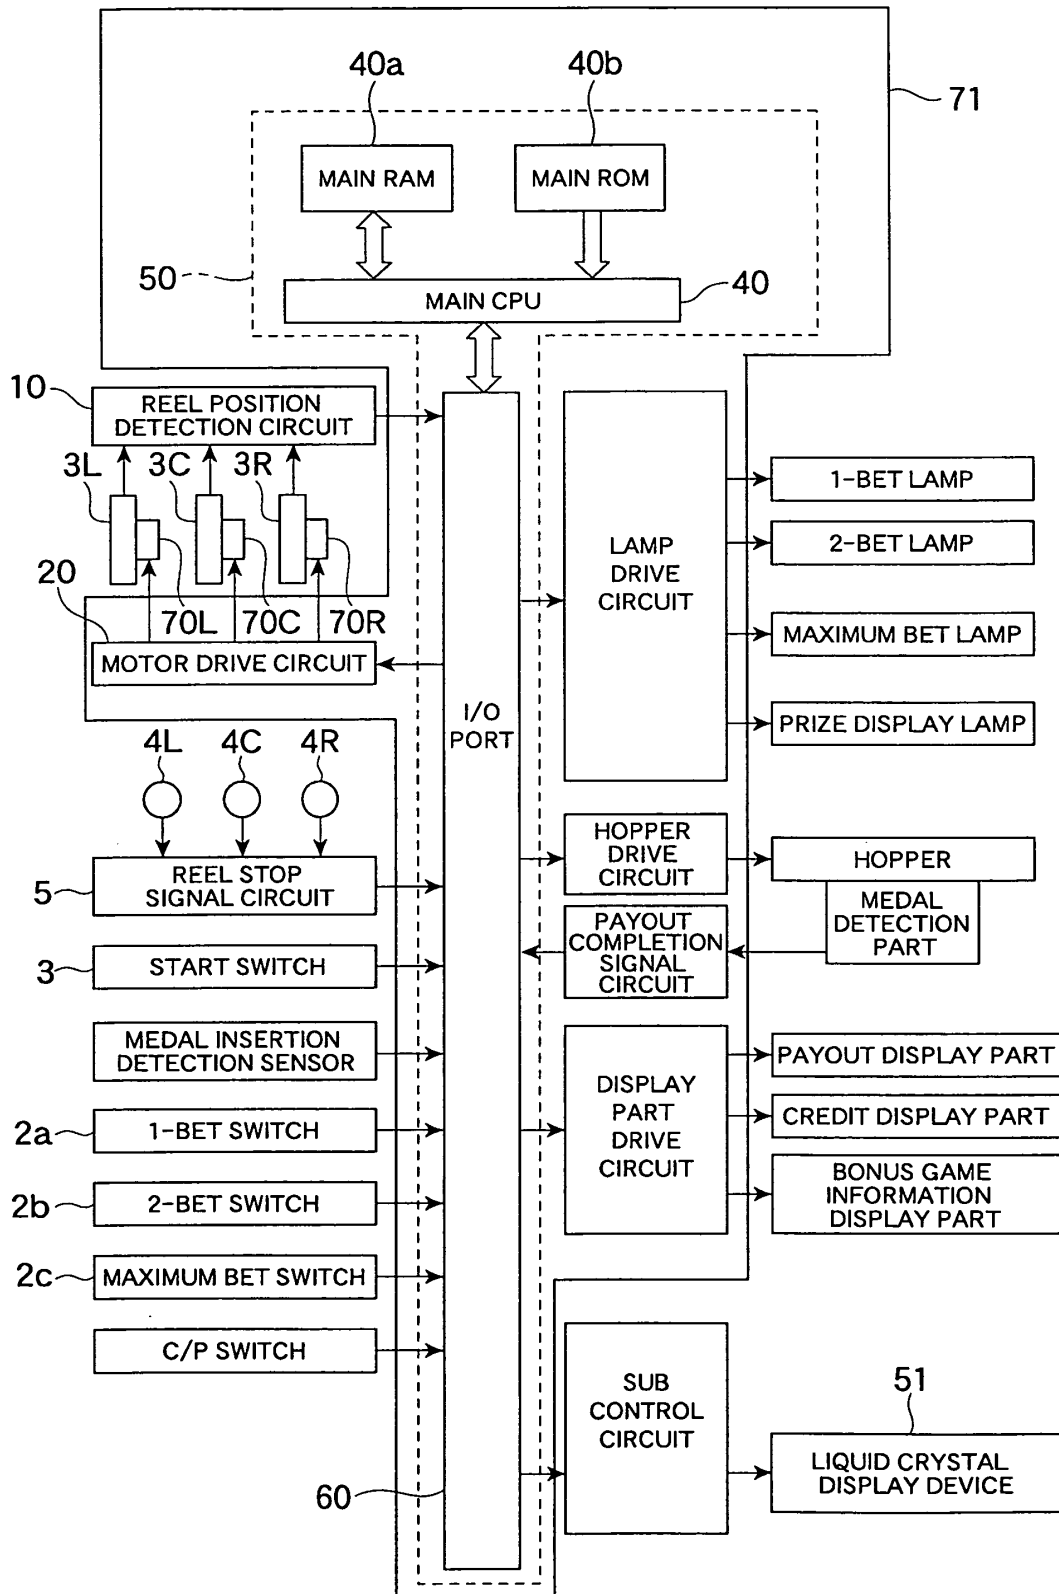 40a
40b
71
MAIN RAM
MAIN ROM
50
MAIN CPU
40
10
REEL POSITION
DETECTION CIRCUIT
3L
3C
3R
20
70L
70C
70R
MOTOR DRIVE CIRCUIT
4L
4C
4R
5
REEL STOP
SIGNAL CIRCUIT
3
START SWITCH
MEDAL INSERTION
DETECTION SENSOR
2a
1-BET SWITCH
2b
2-BET SWITCH
2c
MAXIMUM BET SWITCH
C/P SWITCH
I/O
PORT
60
LAMP
DRIVE
CIRCUIT
1-BET LAMP
2-BET LAMP
MAXIMUM BET LAMP
PRIZE DISPLAY LAMP
HOPPER
DRIVE
CIRCUIT
HOPPER
MEDAL
DETECTION
PART
PAYOUT
COMPLETION
SIGNAL
CIRCUIT
DISPLAY
PART
DRIVE
CIRCUIT
PAYOUT DISPLAY PART
CREDIT DISPLAY PART
BONUS GAME
INFORMATION
DISPLAY PART
SUB
CONTROL
CIRCUIT
51
LIQUID CRYSTAL
DISPLAY DEVICE